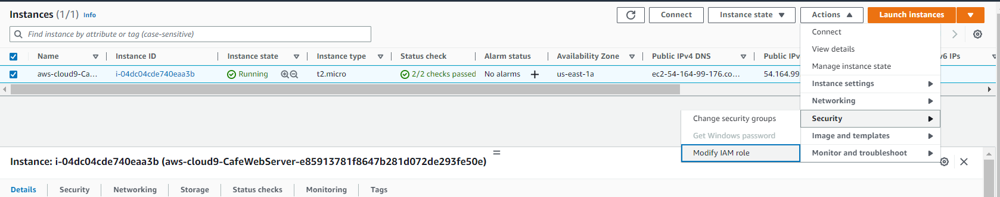 Instances (1/1) Info
Connect
Instance state
Actions
Launch instances
Find instance by attribute or tag (case-sensitive)
Connect
View details
Manage instance state
Instance settings
Networking
Security
Image and templates
Monitor and troubleshoot
Change security groups
Get Windows password
Modify IAM role
Name Instance ID Instance state Instance type Status check Alarm status Availability Zone Public IPv4 DNS Public IPv v6 IPs
aws-cloud9-Ca... i-04dc04cde740eaa3b Running t2.micro 2/2 checks passed No alarms + us-east-1a ec2-54-164-99-176.co... 54.164.99
Instance: i-04dc04cde740eaa3b (aws-cloud9-CafeWebServer-e85913781f8647b281d072de293fe50e)
Details Security Networking Storage Status checks Monitoring Tags